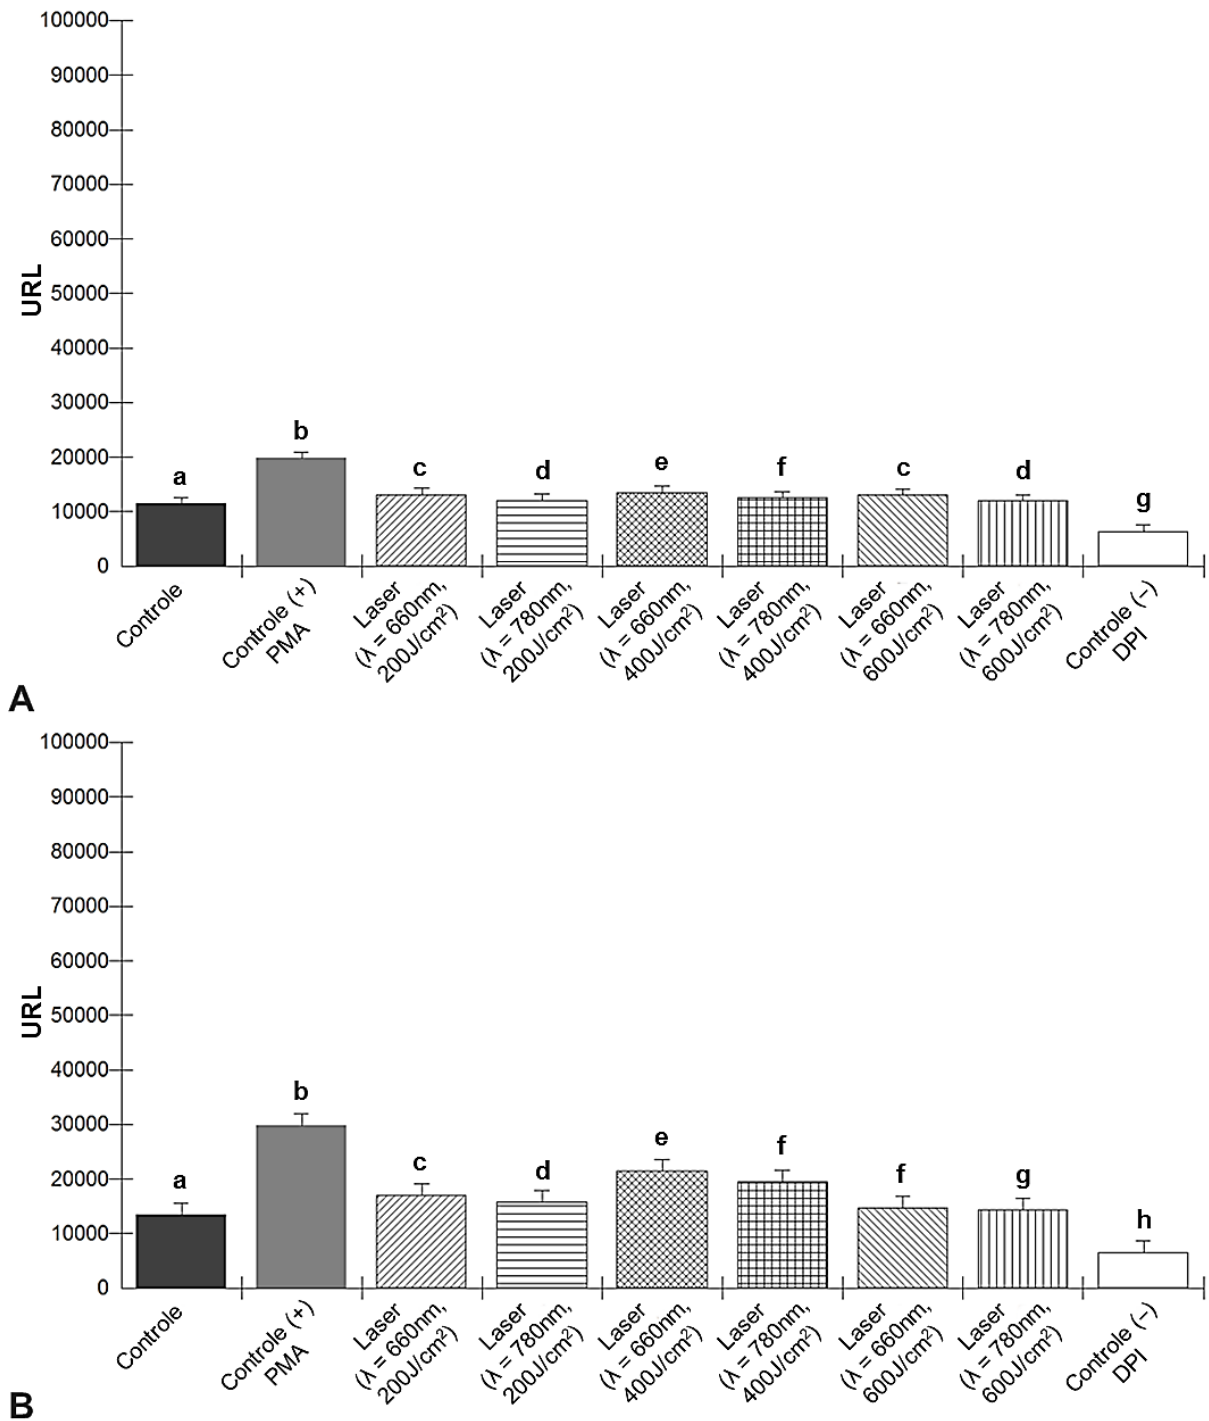 100000
90000
80000
70000
60000
50000
40000
30000
20000
10000
0
URL
a
b
c
d
e
f
c
d
g
Controle
Controle (+)
PMA
Laser
(λ = 660nm,
200J/cm²)
Laser
(λ = 780nm,
200J/cm²)
Laser
(λ = 660nm,
400J/cm²)
Laser
(λ = 780nm,
400J/cm²)
Laser
(λ = 660nm,
600J/cm²)
Laser
(λ = 780nm,
600J/cm²)
Controle (−)
DPI
A
100000
90000
80000
70000
60000
50000
40000
30000
20000
10000
0
URL
a
b
c
d
e
f
f
g
h
Controle
Controle (+)
PMA
Laser
(λ = 660nm,
200J/cm²)
Laser
(λ = 780nm,
200J/cm²)
Laser
(λ = 660nm,
400J/cm²)
Laser
(λ = 780nm,
400J/cm²)
Laser
(λ = 660nm,
600J/cm²)
Laser
(λ = 780nm,
600J/cm²)
Controle (−)
DPI
B